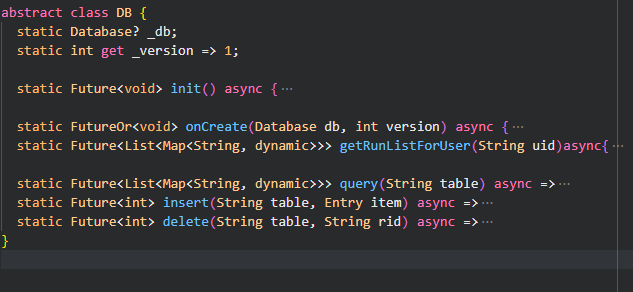 abstract class DB {
static Database? _db;
static int get _version => 1;
static Future<void> init() async {···
static FutureOr<void> onCreate(Database db, int version) async {···
static Future<List<Map<String, dynamic>>> getRunListForUser(String uid)async{···
static Future<List<Map<String, dynamic>>> query(String table) async =>···
static Future<int> insert(String table, Entry item) async =>···
static Future<int> delete(String table, String rid) async =>···
}